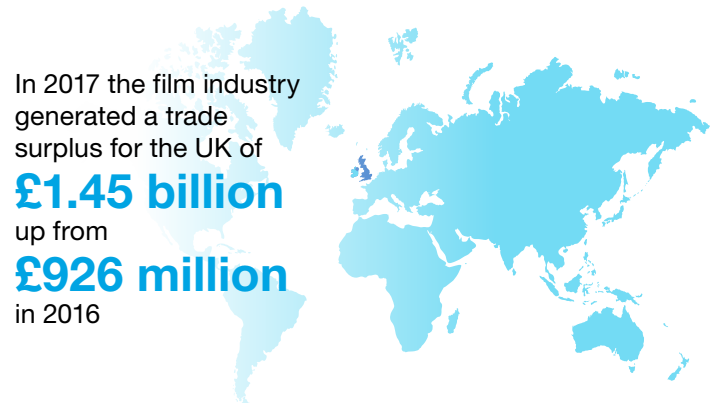 In 2017 the film industry
generated a trade
surplus for the UK of
£1.45 billion
up from
£926 million
in 2016